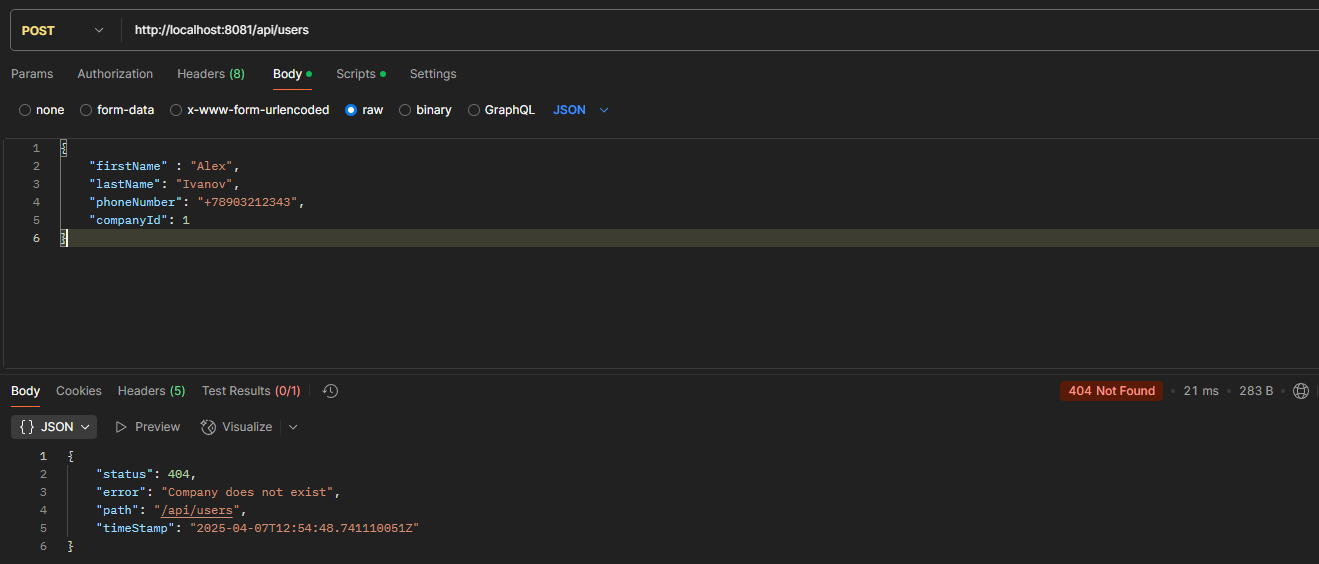 POST http://localhost:8081/api/users
Params Authorization Headers (8) Body Scripts Settings
none form-data x-www-form-urlencoded raw binary GraphQL JSON
1 {
2 "firstName" : "Alex",
3 "lastName": "Ivanov",
4 "phoneNumber": "+78903212343",
5 "companyId": 1
6 }
Body Cookies Headers (5) Test Results (0/1) 404 Not Found • 21 ms • 283 B •
{} JSON Preview Visualize
1 {
2 "status": 404,
3 "error": "Company does not exist",
4 "path": "/api/users",
5 "timeStamp": "2025-04-07T12:54:48.741110051Z"
6 }